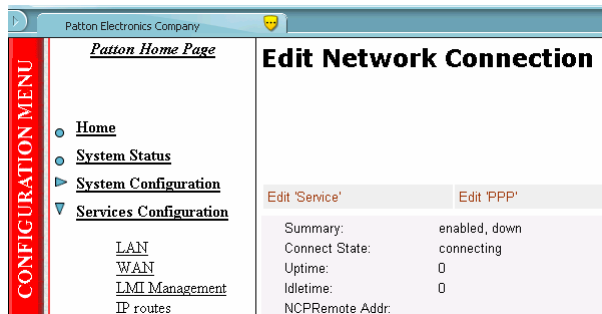 Patton Electronics Company
CONFIGURATION MENU
Patton Home Page
Home
System Status
System Configuration
Services Configuration
LAN
WAN
LMI Management
IP routes
Edit Network Connection
Edit 'Service' Edit 'PPP'
Summary: enabled, down
Connect State: connecting
Uptime: 0
Idletime: 0
NCPRemote Addr: